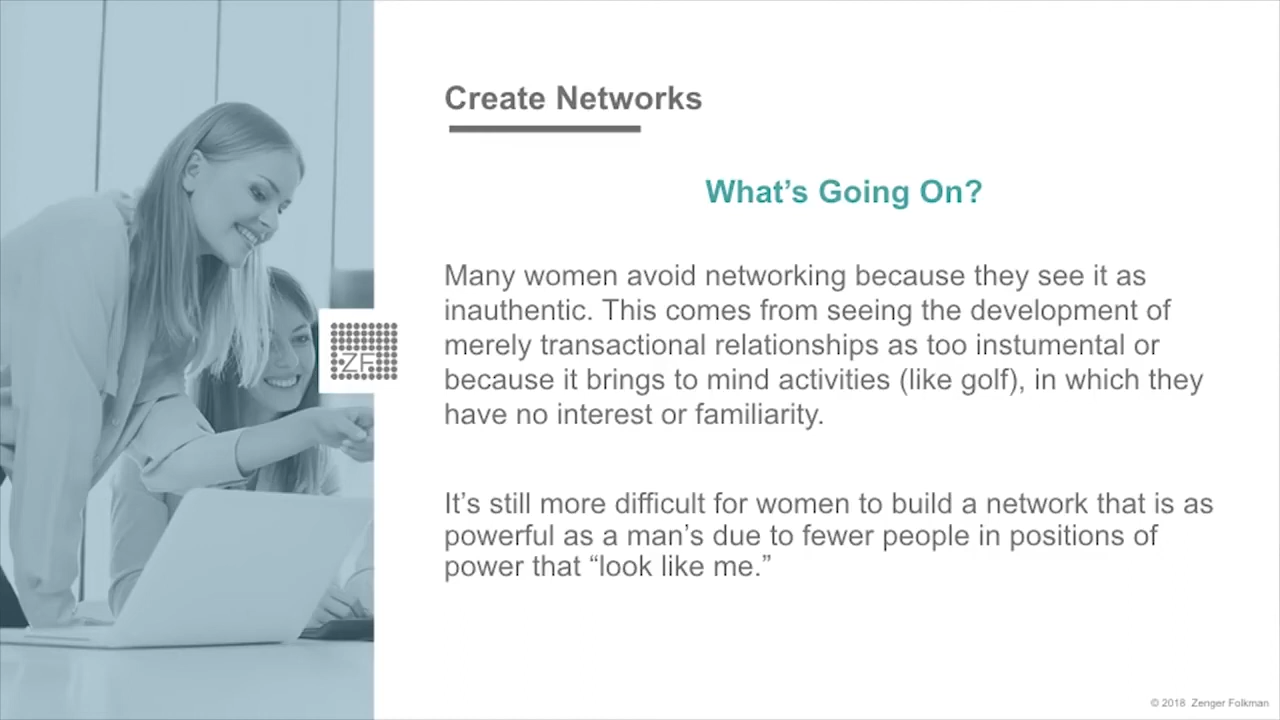 Create Networks
What’s Going On?
Many women avoid networking because they see it as
inauthentic. This comes from seeing the development of
merely transactional relationships as too instumental or
because it brings to mind activities (like golf), in which they
have no interest or familiarity.
It’s still more difficult for women to build a network that is as
powerful as a man’s due to fewer people in positions of
power that “look like me.”
ZF
© 2018 Zenger Folkman